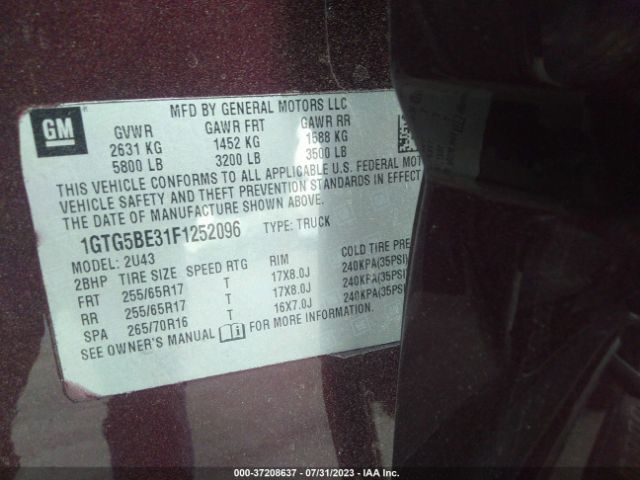 GM
MFD BY GENERAL MOTORS LLC
GVWR GAWR FRT GAWR RR
2631 KG 1452 KG 1588 KG
5800 LB 3200 LB 3500 LB
THIS VEHICLE CONFORMS TO ALL APPLICABLE U.S. FEDERAL MOT
VEHICLE SAFETY AND THEFT PREVENTION STANDARDS IN EFFECT
THE DATE OF MANUFACTURE SHOWN ABOVE.
1GTG5BE31F1252096 TYPE: TRUCK
MODEL: 2U43
2BHP TIRE SIZE SPEED RTG RIM COLD TIRE PRE
FRT 255/65R17 T 17X8.0J 240KPA(35PSI)
RR 255/65R17 T 17X8.0J 240KPA(35PSI)
SPA 265/70R16 T 16X7.0J 240KPA(35PSI)
SEE OWNER'S MANUAL FOR MORE INFORMATION.
000-37208637 - 07/31/2023 - IAA Inc.